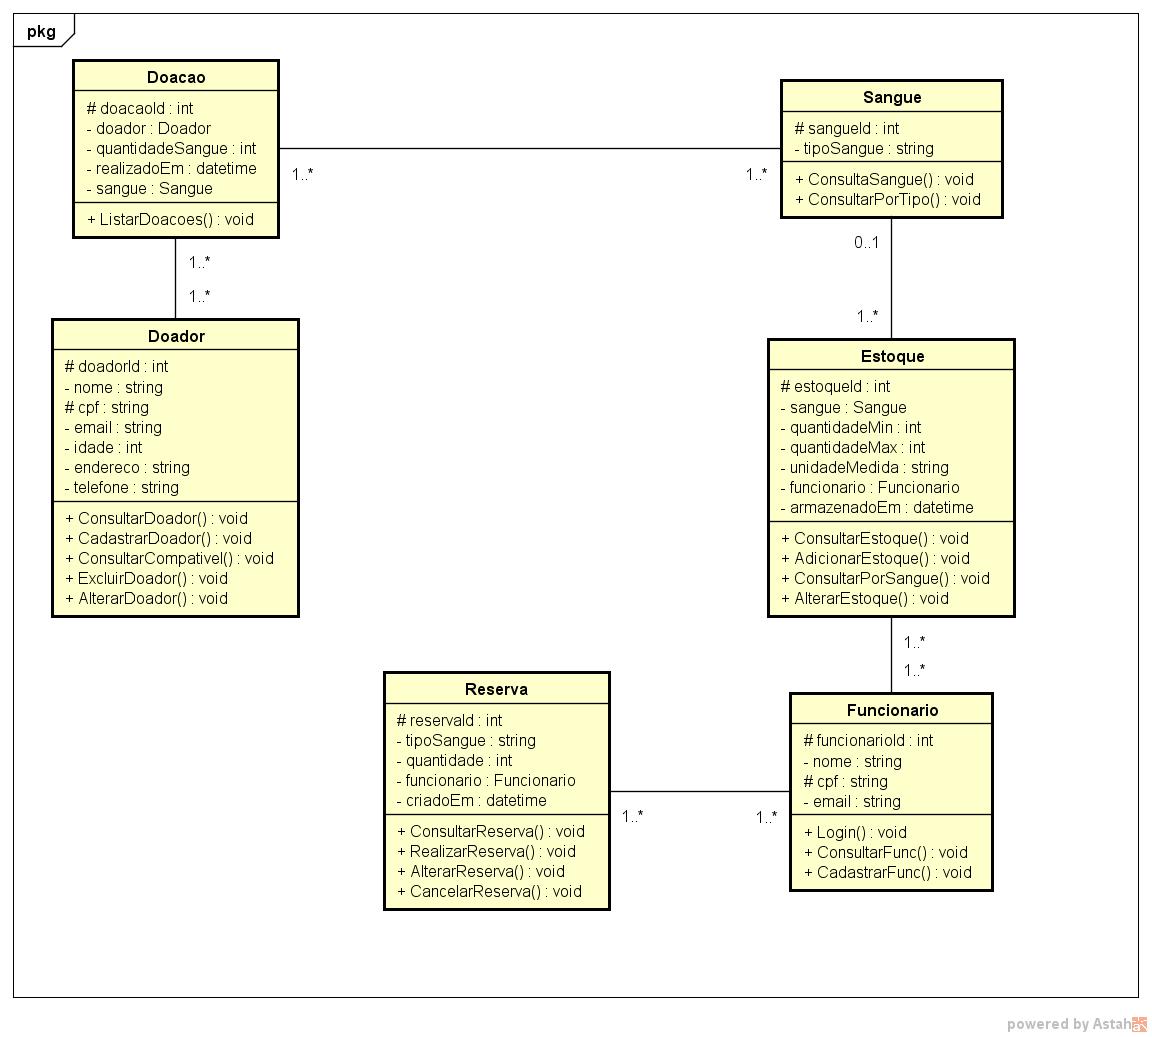 pkg
Doacao
# doacaoId : int
- doador : Doador
- quantidadeSangue : int
- realizadoEm : datetime
- sangue : Sangue
+ ListarDoacoes() : void
1..*
1..*
Sangue
# sangueId : int
- tipoSangue : string
+ ConsultaSangue() : void
+ ConsultarPorTipo() : void
1..*
1..*
0..1
1..*
Doador
# doadorId : int
- nome : string
# cpf : string
- email : string
- idade : int
- endereco : string
- telefone : string
+ ConsultarDoador() : void
+ CadastrarDoador() : void
+ ConsultarCompativel() : void
+ ExcluirDoador() : void
+ AlterarDoador() : void
Estoque
# estoqueId : int
- sangue : Sangue
- quantidadeMin : int
- quantidadeMax : int
- unidadeMedida : string
- funcionario : Funcionario
- armazenadoEm : datetime
+ ConsultarEstoque() : void
+ AdicionarEstoque() : void
+ ConsultarPorSangue() : void
+ AlterarEstoque() : void
1..*
1..*
Reserva
# reservaId : int
- tipoSangue : string
- quantidade : int
- funcionario : Funcionario
- criadoEm : datetime
+ ConsultarReserva() : void
+ RealizarReserva() : void
+ AlterarReserva() : void
+ CancelarReserva() : void
1..*
1..*
Funcionario
# funcionarioId : int
- nome : string
# cpf : string
- email : string
+ Login() : void
+ ConsultarFunc() : void
+ CadastrarFunc() : void
powered by Astah